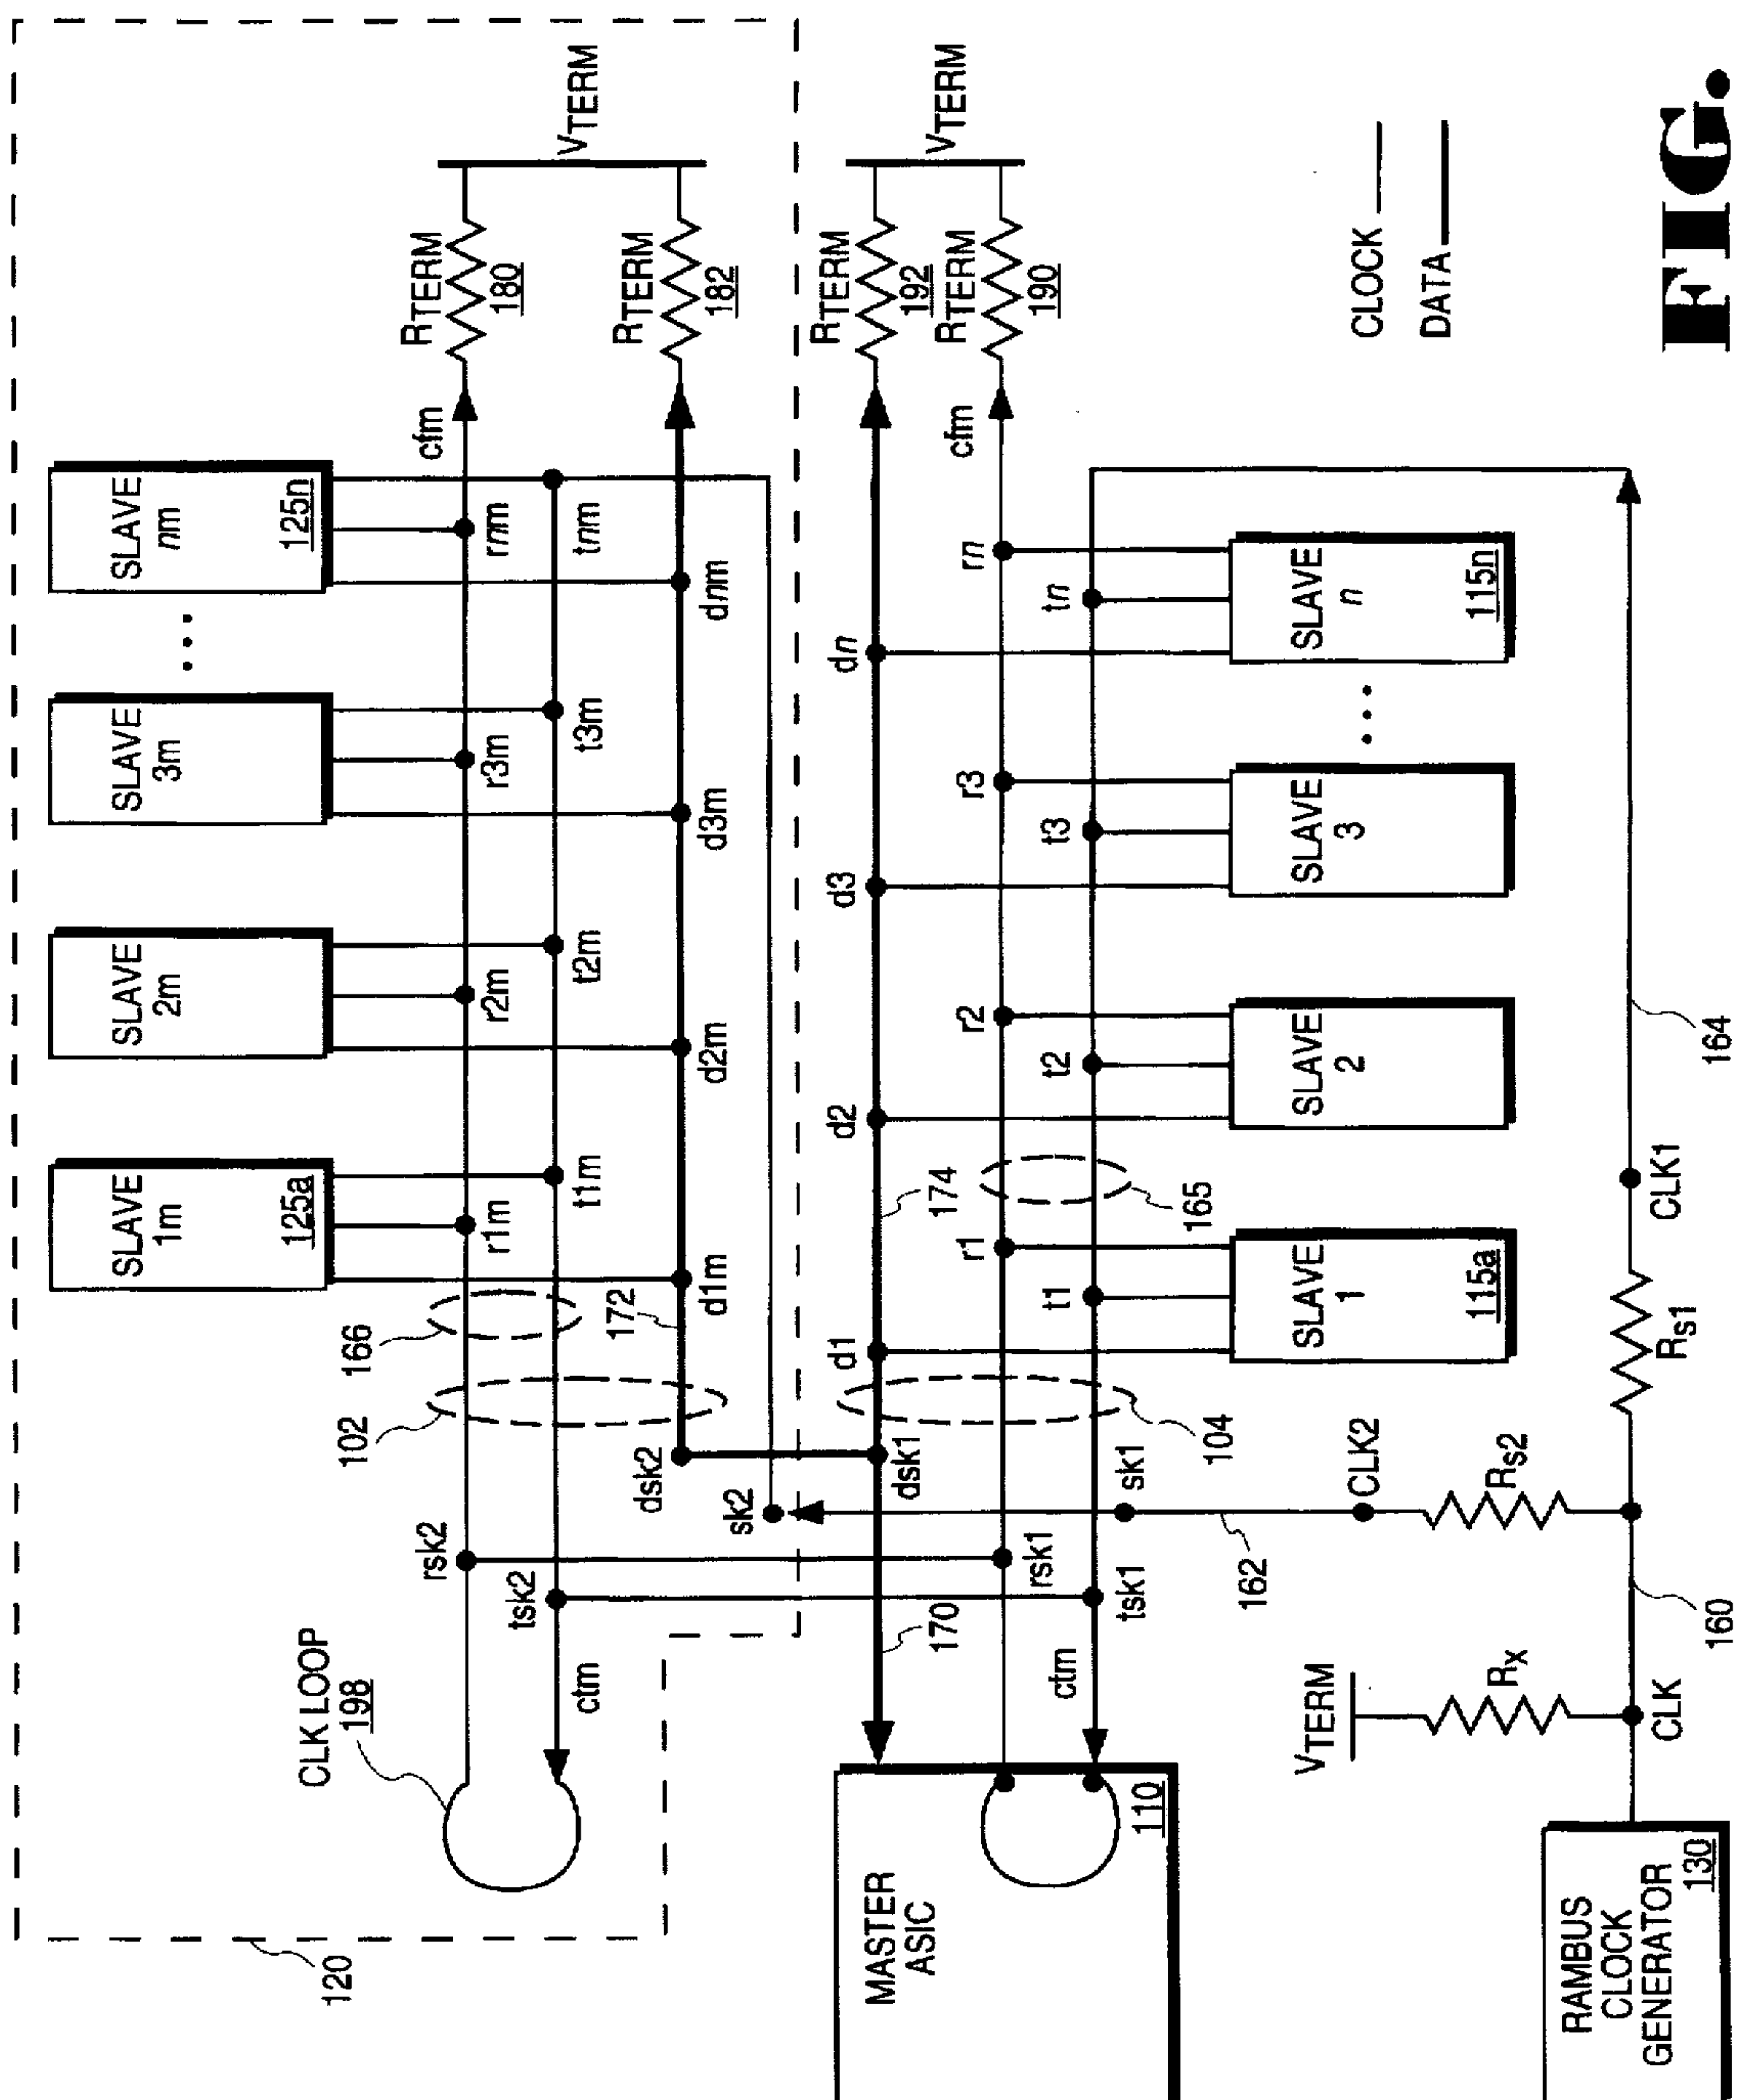 120
CLK LOOP
198
rsk2
tsk2
ctm
102
166
172
dsk2
sk2
SLAVE
1m
125a
r1m
t1m
d1m
SLAVE
2m
r2m
t2m
d2m
SLAVE
3m
r3m
t3m
d3m
...
SLAVE
nm
125n
rnm
tnm
dnm
cfm
RTERM
180
RTERM
182
VTERM
MASTER
ASIC
110
170
ctm
rsk1
tsk1
dsk1
sk1
162
104
d1
r1
t1
174
165
d2
r2
t2
d3
r3
t3
dn
rn
tn
cfm
RTERM
192
RTERM
190
VTERM
SLAVE
1
115a
SLAVE
2
SLAVE
3
...
SLAVE
n
115n
RAMBUS
CLOCK
GENERATOR
130
VTERM
RX
CLK
160
CLK2
Rs2
Rs1
CLK1
164
CLOCK
DATA
FIG.